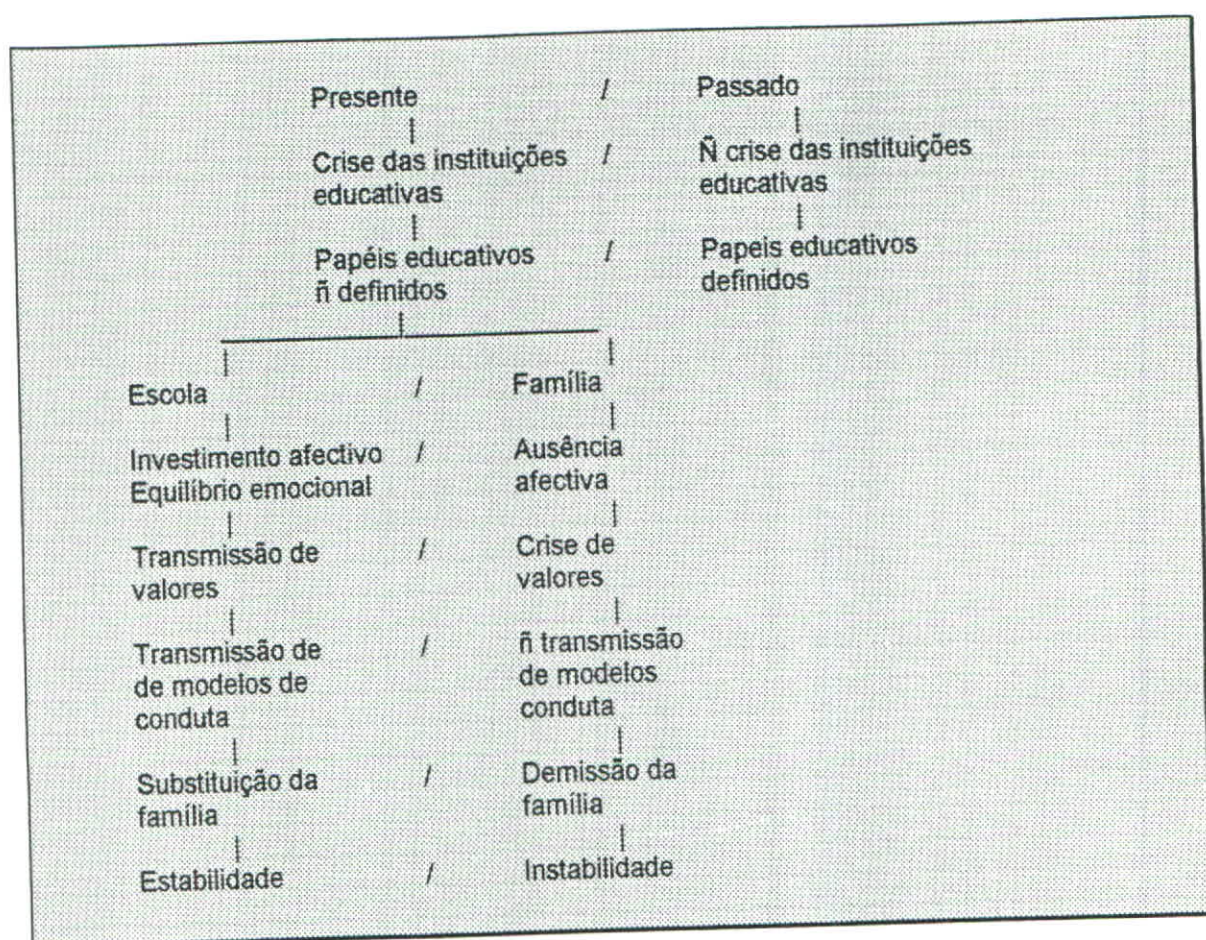 Presente / Passado
Crise das instituições / Ñ crise das instituições
educativas educativas
Papéis educativos / Papeis educativos
ñ definidos definidos
Escola / Família
Investimento afectivo / Ausência
Equilíbrio emocional afectiva
Transmissão de / Crise de
valores valores
Transmissão de / ñ transmissão
de modelos de de modelos
conduta conduta
Substituição da / Demissão da
família família
Estabilidade / Instabilidade